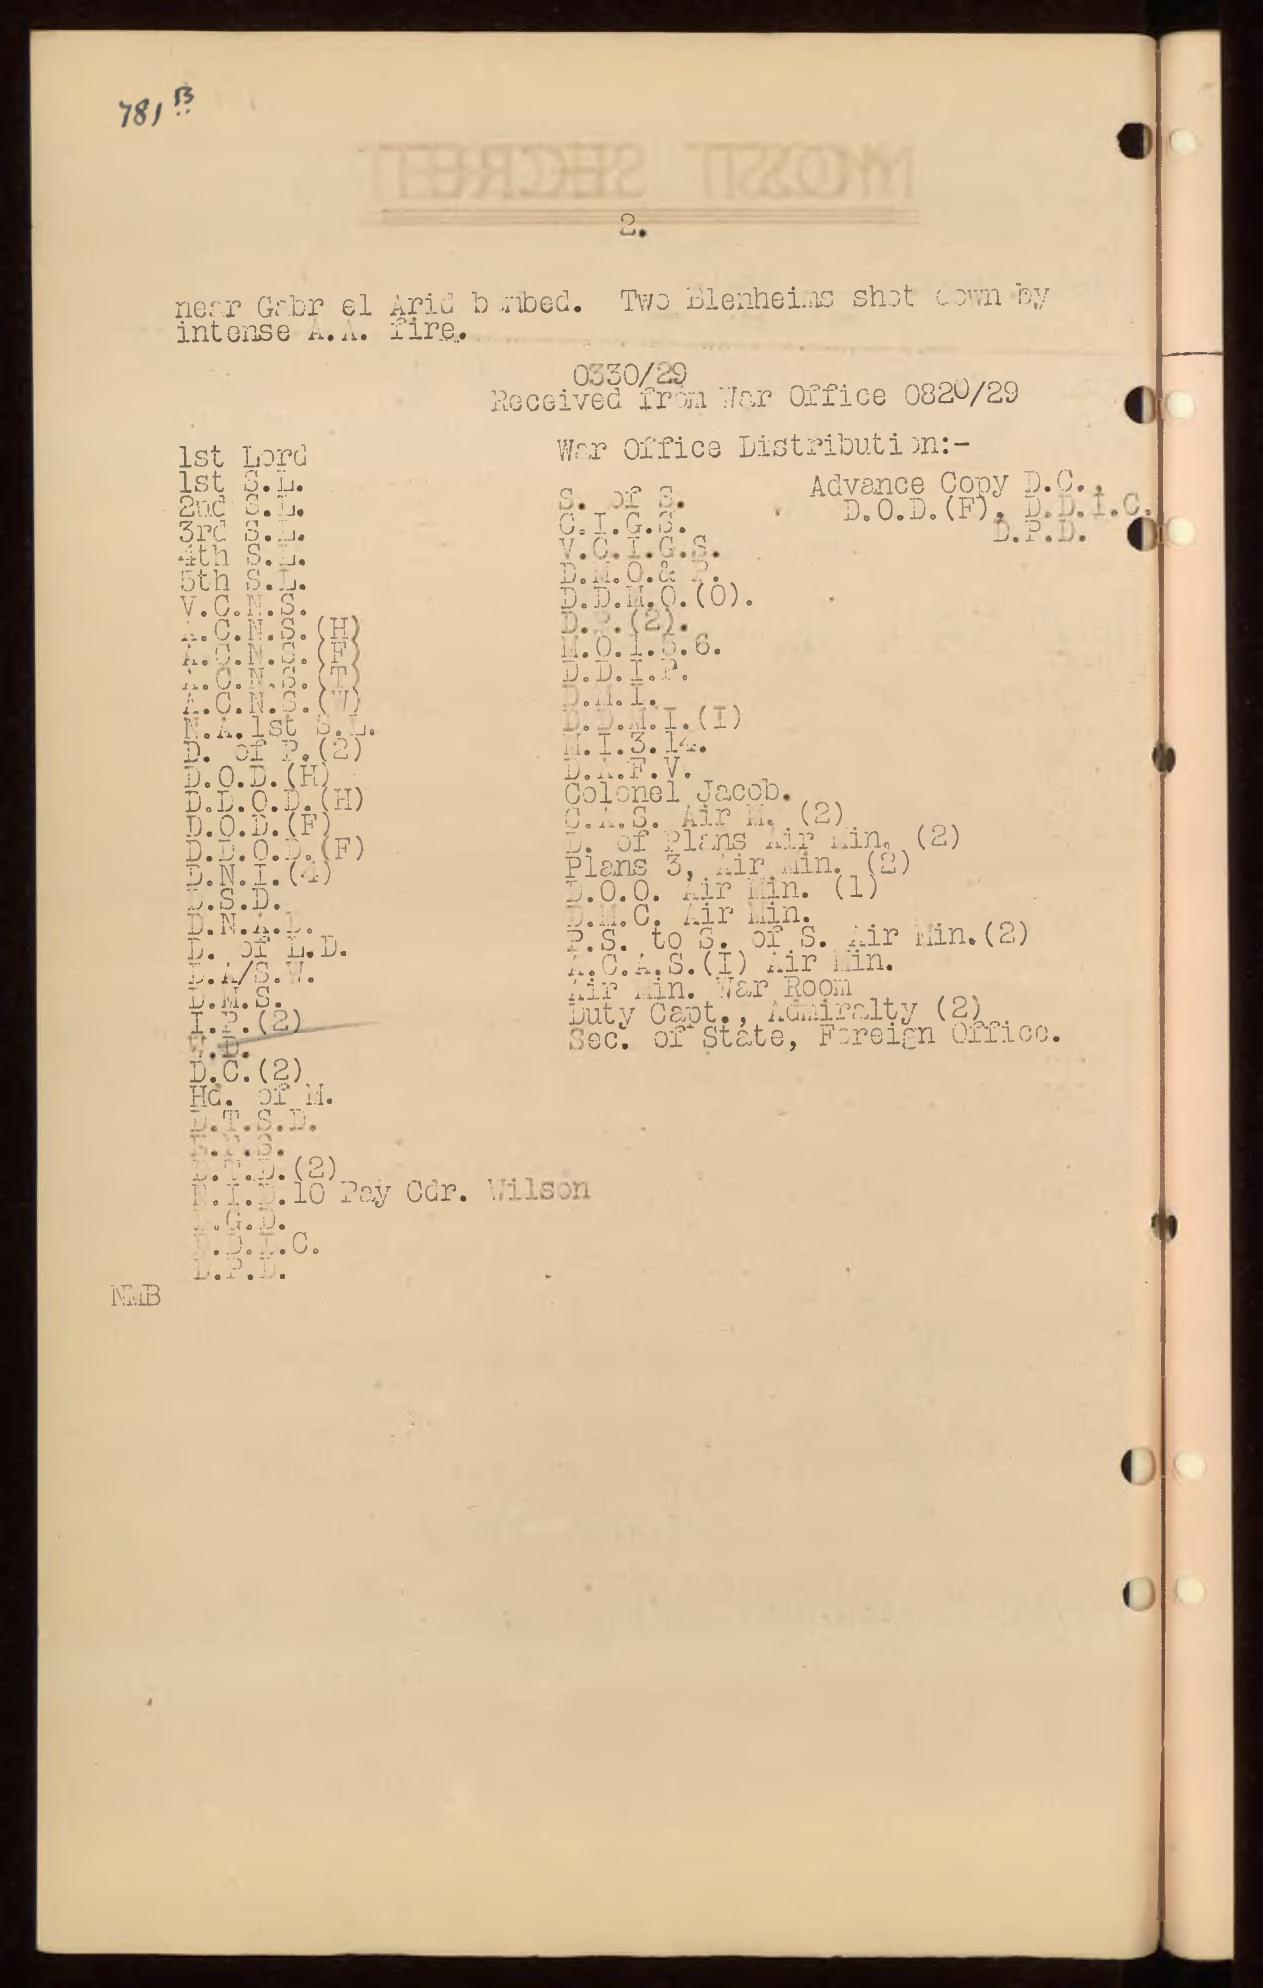 781 B
MOST SECRET
2.
near Gabr el Arid bombed. Two Blenheims shot down by
intense A.A. fire.
0330/29
Received from War Office 0820/29
1st Lord
1st S.L.
2nd S.L.
3rd S.L.
4th S.L.
5th S.L.
V.C.N.S.
A.C.N.S.(H)
A.C.N.S.(F)
A.C.N.S.(T)
A.C.N.S.(W)
N.A.1st S.L.
D. of P.(2)
D.O.D.(H)
D.D.O.D.(H)
D.O.D.(F)
D.D.O.D.(F)
D.N.I.(4)
D.S.D.
D.N.A.D.
D. of L.D.
D.A/S.W.
D.M.S.
I.P.(2)
W.D.
D.C.(2)
Hd. of M.
D.T.S.D.
E.F.S.
D.T.D.(2)
N.I.D.10 Pay Cdr. Wilson
D.G.D.
D.D.I.C.
D.P.D.
NMB
War Office Distribution:-
Advance Copy D.C.,
D.O.D.(F), D.D.I.C.
D.P.D.
S. of S.
C.I.G.S.
V.C.I.G.S.
D.M.O.& P.
D.D.M.O.(O).
D.P.(2).
M.O.1.5.6.
D.D.I.P.
D.M.I.
D.D.M.I.(I)
M.I.3.14.
D.A.F.V.
Colonel Jacob.
C.A.S. Air M. (2)
D. of Plans Air Min. (2)
Plans 3, Air Min. (2)
D.O.O. Air Min. (1)
D.M.C. Air Min.
P.S. to S. of S. Air Min.(2)
A.C.A.S.(I) Air Min.
Air Min. War Room
Duty Capt., Admiralty (2)
Sec. of State, Foreign Office.